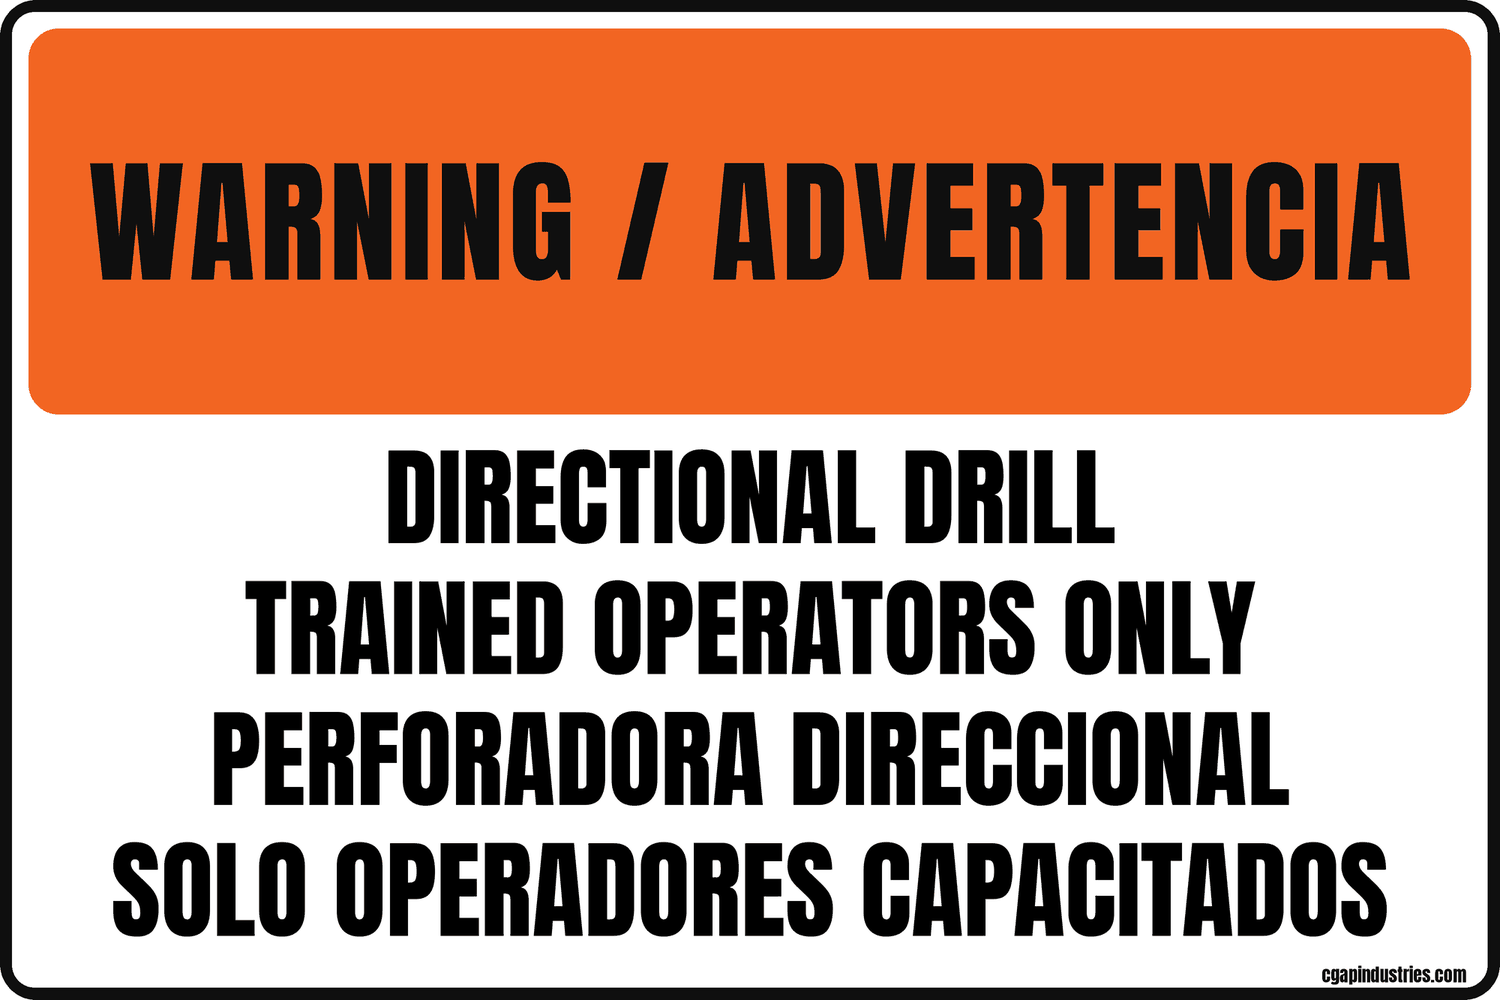 WARNING / ADVERTENCIA
DIRECTIONAL DRILL
TRAINED OPERATORS ONLY
PERFORADORA DIRECCIONAL
SOLO OPERADORES CAPACITADOS
cgapindustries.com